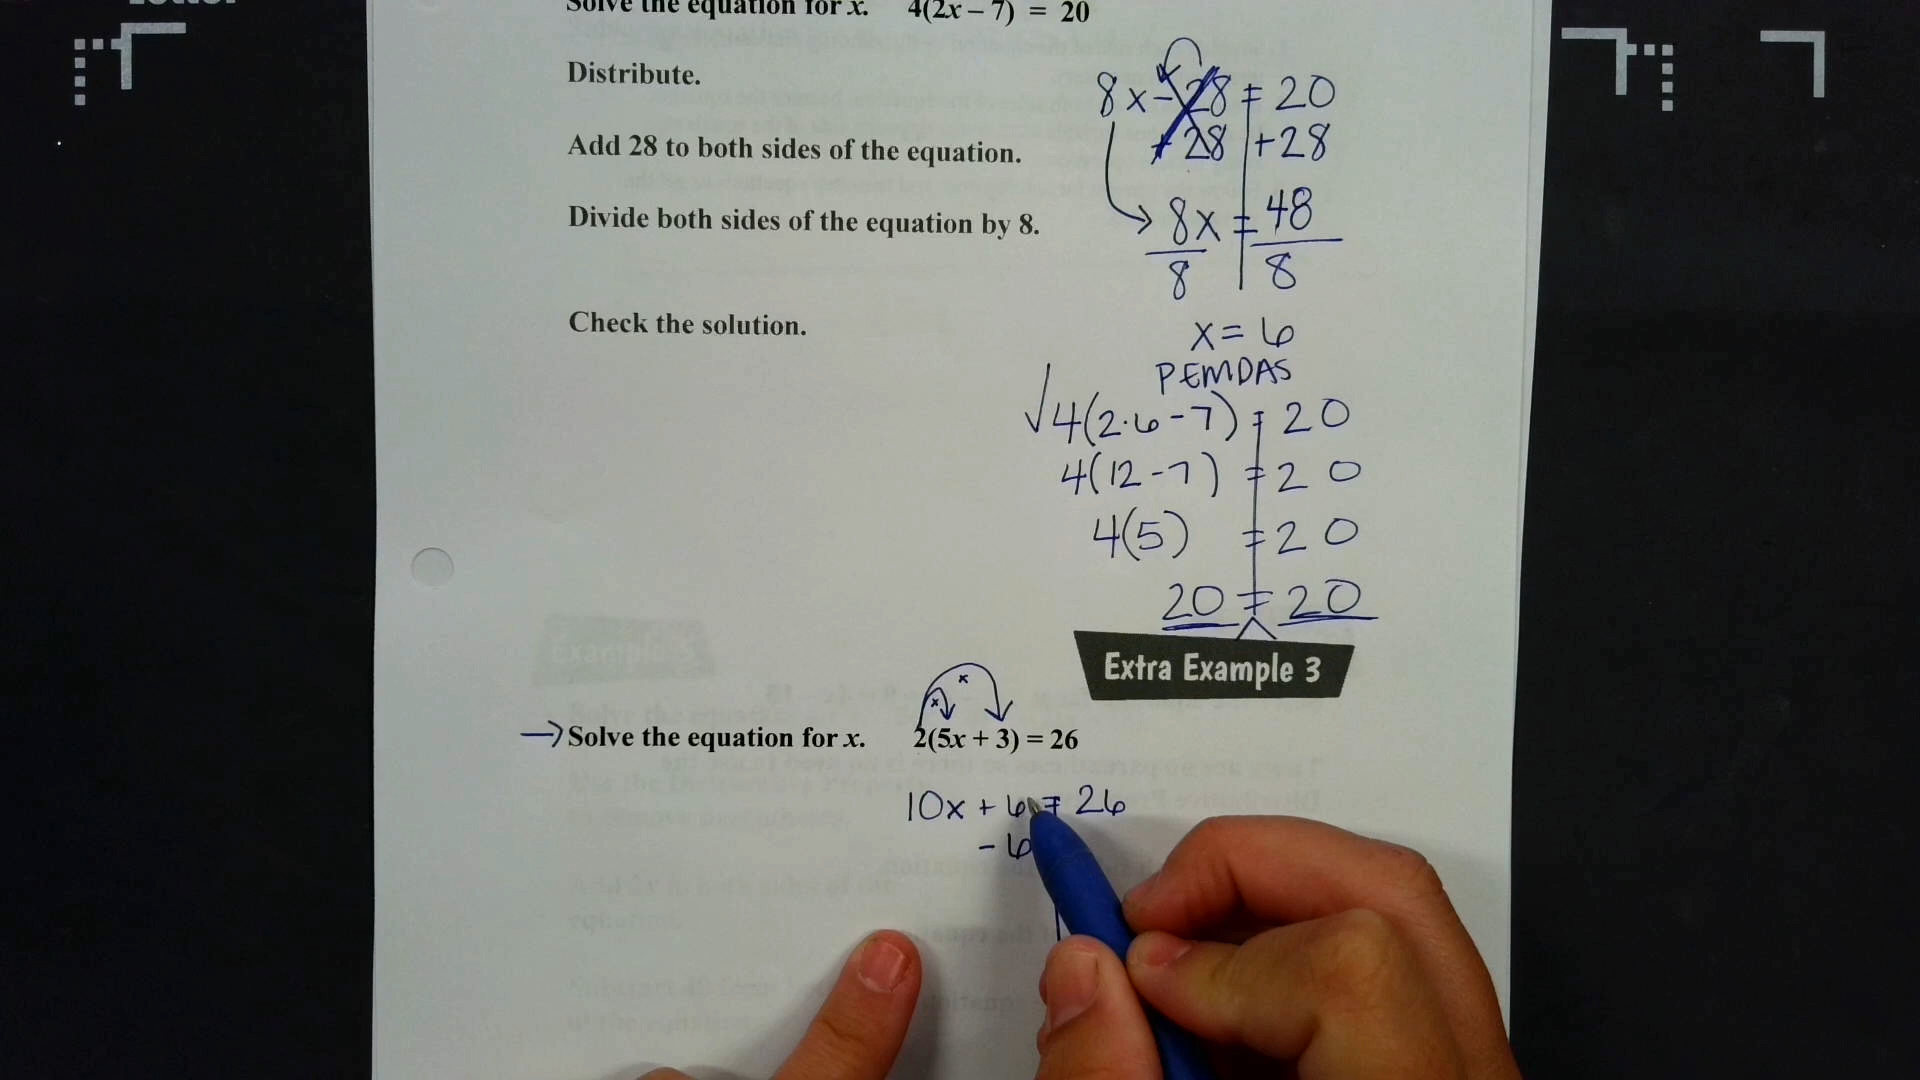 Letter
Solve the equation for x. 4(2x – 7) = 20
Distribute.
8x - 28 = 20
+ 28 +28
Add 28 to both sides of the equation.
Divide both sides of the equation by 8.
8x = 48
8 8
Check the solution.
x = 6
PEMDAS
√ 4(2·6-7) = 20
4(12-7) = 20
4(5) = 20
20 = 20
Extra Example 3
→ Solve the equation for x. 2(5x + 3) = 26
x x
10x + 6 = 26
- 6